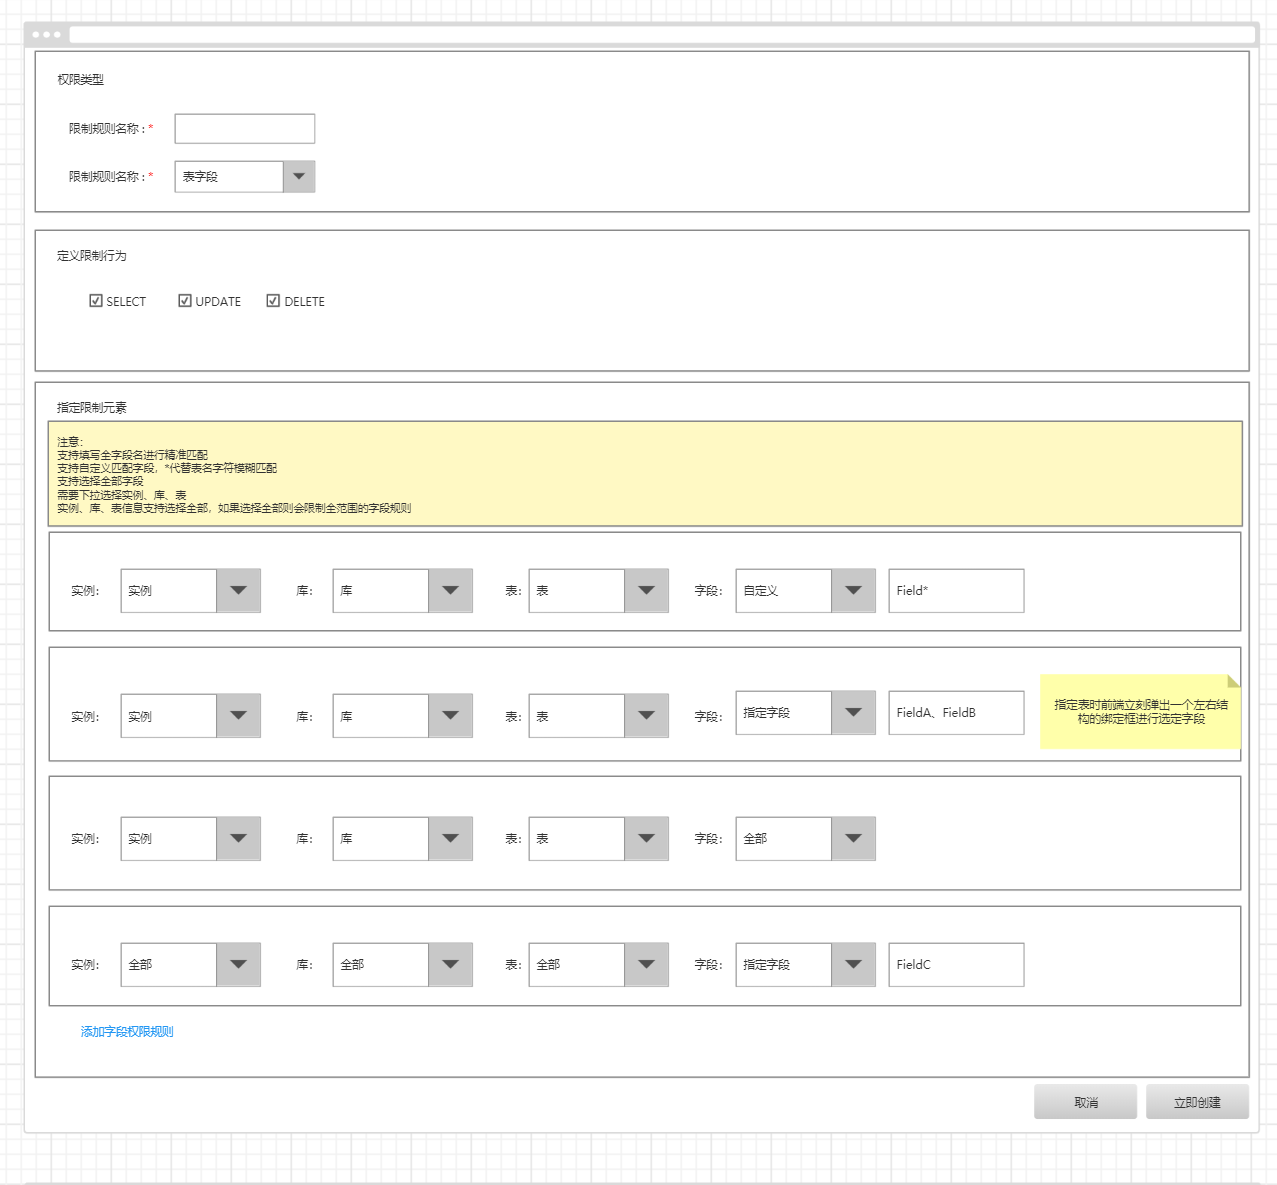 权限类型
限制规则名称：*
限制规则名称：* 表字段
定义限制行为
SELECT UPDATE DELETE
指定限制元素
注意：
支持填写全字段名进行精准匹配
支持自定义匹配字段，*代替表名字符模糊匹配
支持选择全部字段
需要下拉选择实例、库、表
实例、库、表信息支持选择全部，如果选择全部则会限制全范围的字段规则
实例： 实例 库： 库 表： 表 字段： 自定义 Field*
实例： 实例 库： 库 表： 表 字段： 指定字段 FieldA、FieldB
指定表时前端立刻弹出一个左右结
构的绑定框进行选定字段
实例： 实例 库： 库 表： 表 字段： 全部
实例： 全部 库： 全部 表： 全部 字段： 指定字段 FieldC
添加字段权限规则
取消 立即创建